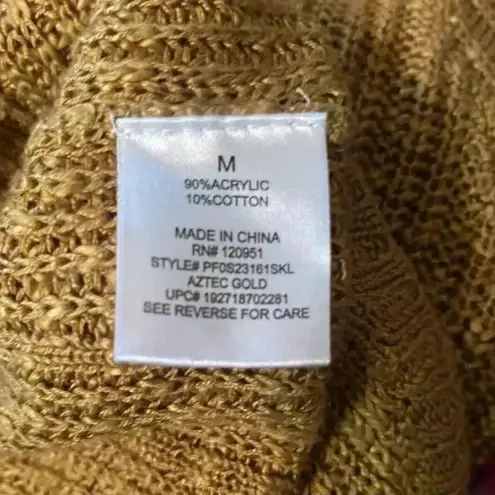 M
90%ACRYLIC
10%COTTON
MADE IN CHINA
RN# 120951
STYLE# PF0S23161SKL
AZTEC GOLD
UPC# 192718702281
SEE REVERSE FOR CARE